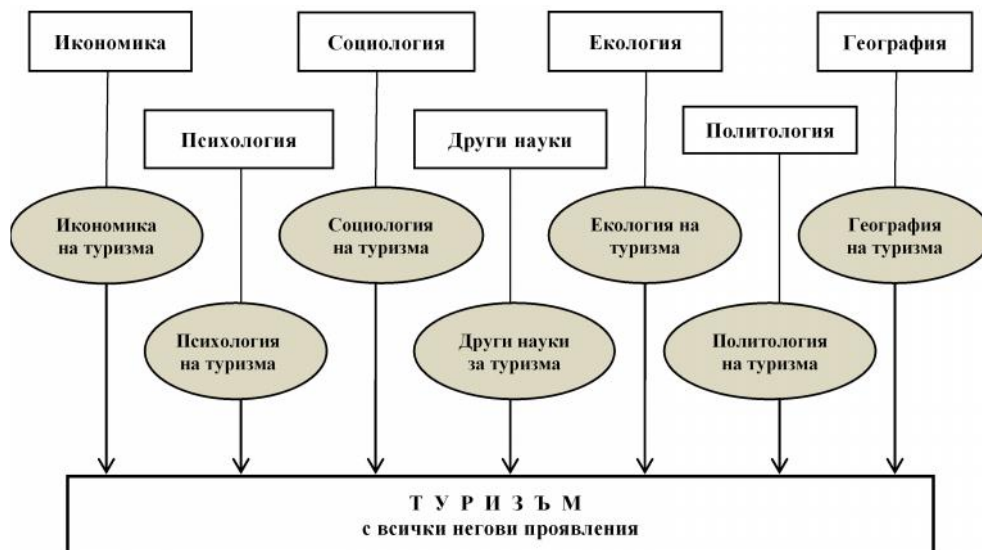 Икономика
Социология
Екология
География
Психология
Други науки
Политология
Икономика
на туризма
Социология
на туризма
Екология на
туризма
География
на туризма
Психология
на туризма
Други науки
за туризма
Политология
на туризма
Т У Р И З Ъ М
с всички негови проявления